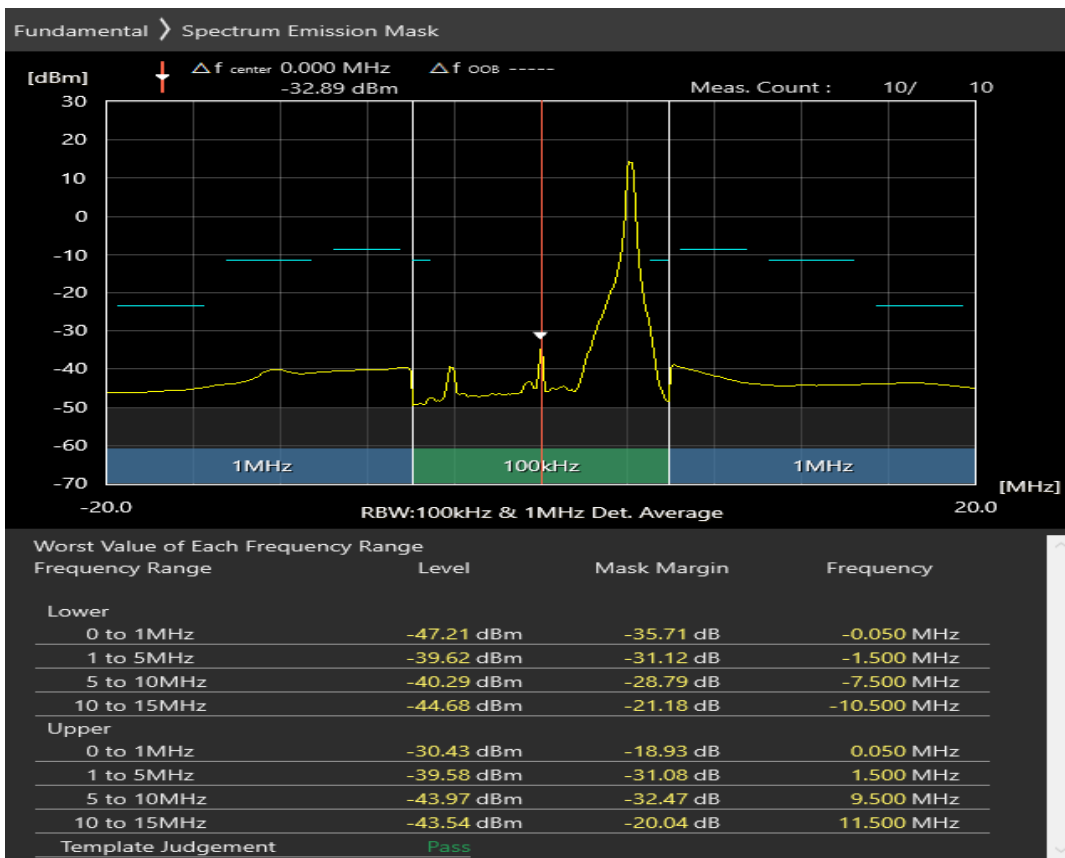 Fundamental ❯ Spectrum Emission Mask
[dBm] △f center 0.000 MHz △f OOB -----
-32.89 dBm Meas. Count : 10/ 10
30
20
10
0
-10
-20
-30
-40
-50
-60
1MHz 100kHz 1MHz
-70
[MHz]
-20.0 RBW:100kHz & 1MHz Det. Average 20.0
Worst Value of Each Frequency Range
Frequency Range Level Mask Margin Frequency
Lower
0 to 1MHz -47.21 dBm -35.71 dB -0.050 MHz
1 to 5MHz -39.62 dBm -31.12 dB -1.500 MHz
5 to 10MHz -40.29 dBm -28.79 dB -7.500 MHz
10 to 15MHz -44.68 dBm -21.18 dB -10.500 MHz
Upper
0 to 1MHz -30.43 dBm -18.93 dB 0.050 MHz
1 to 5MHz -39.58 dBm -31.08 dB 1.500 MHz
5 to 10MHz -43.97 dBm -32.47 dB 9.500 MHz
10 to 15MHz -43.54 dBm -20.04 dB 11.500 MHz
Template Judgement Pass